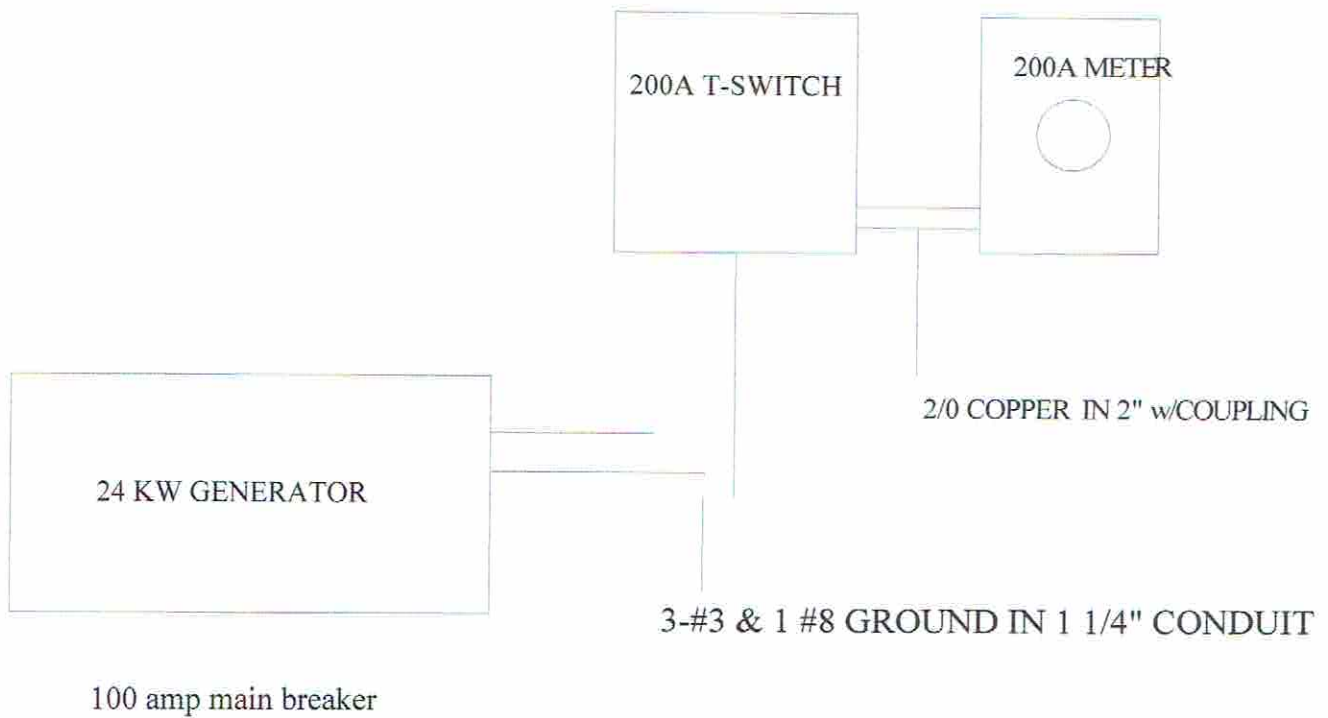 200A T-SWITCH
200A METER
2/0 COPPER IN 2" w/COUPLING
24 KW GENERATOR
3-#3 & 1 #8 GROUND IN 1 1/4" CONDUIT
100 amp main breaker